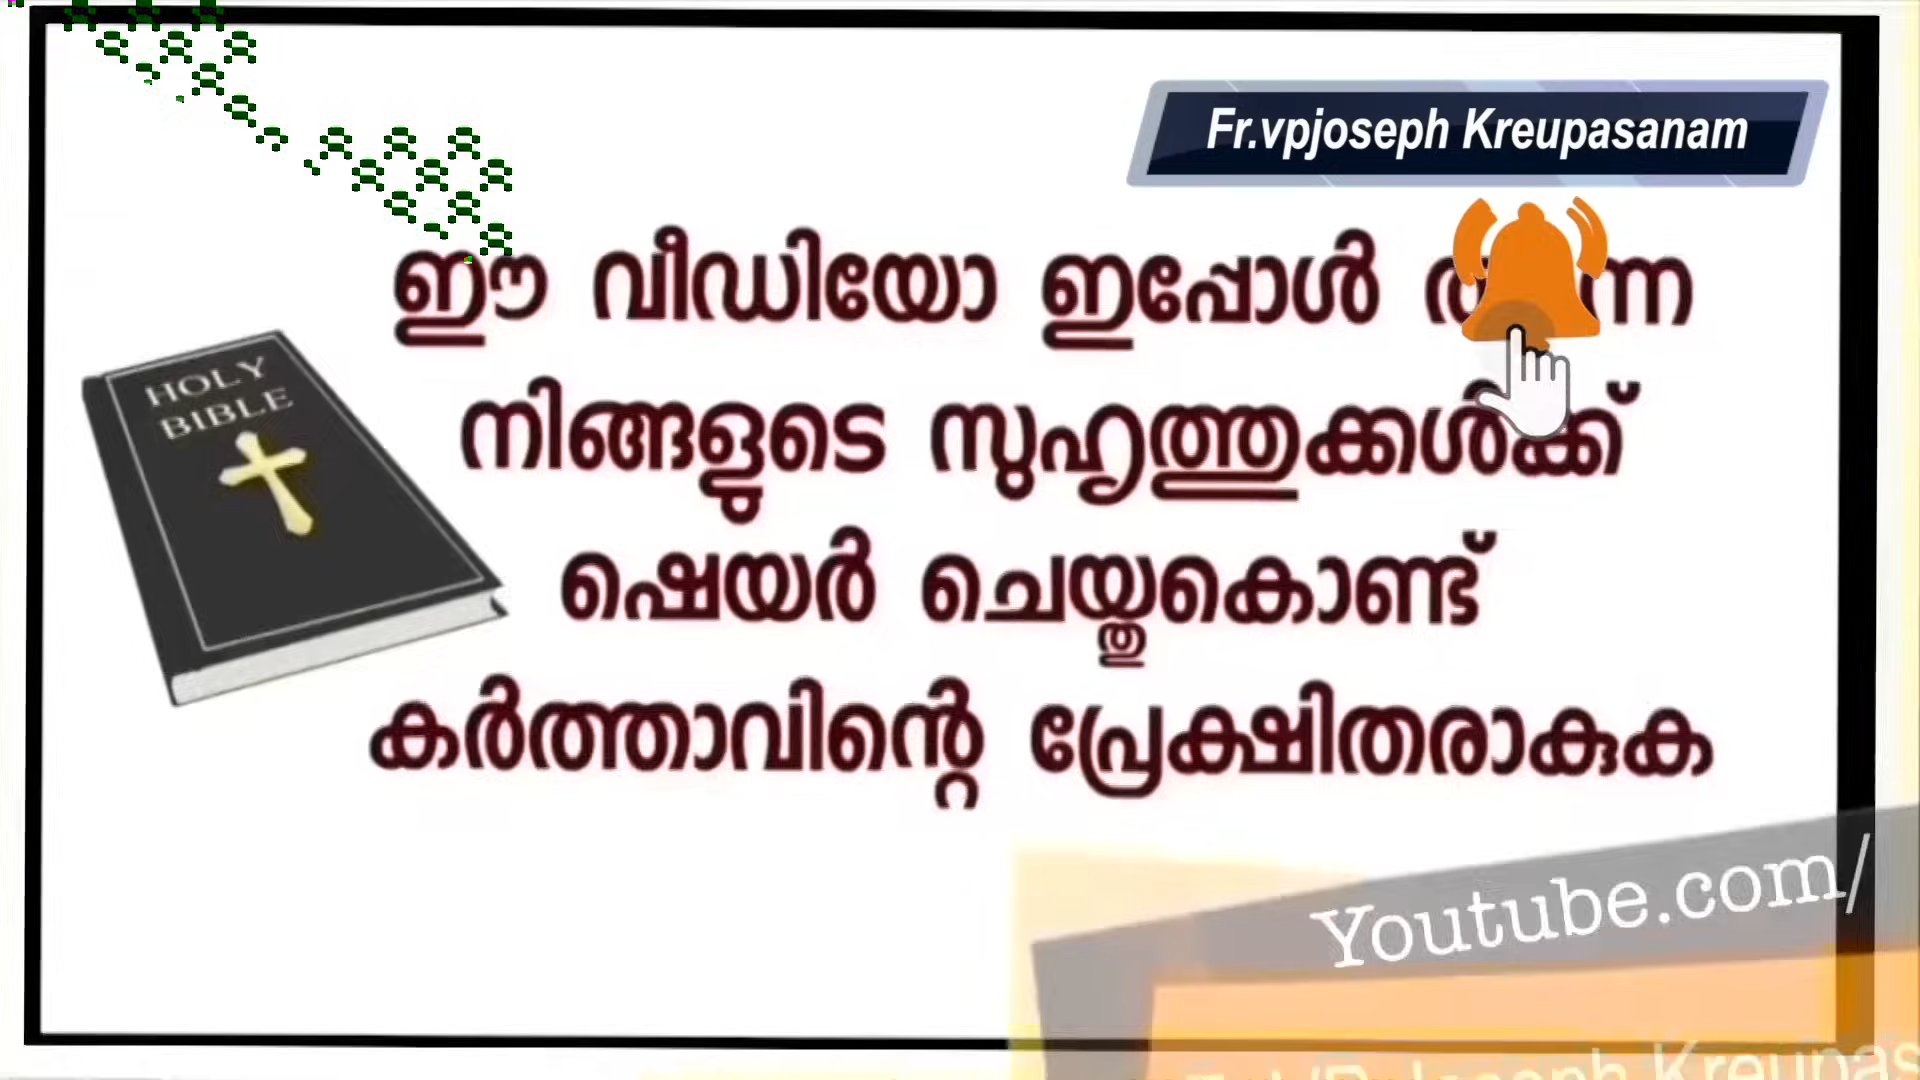 Fr.vpjoseph Kreupasanam
ഈ വീഡിയോ ഇപ്പോൾ
HOLY
BIBLE
നിങ്ങളുടെ സുഹൃത്തുക്കൾക്ക്
ഷെയർ ചെയ്തുകൊണ്ട്
കർത്താവിന്റെ പ്രേക്ഷിതരാകുക
Youtube.com/